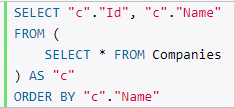 SELECT "c"."Id", "c"."Name"
FROM (
    SELECT * FROM Companies
) AS "c"
ORDER BY "c"."Name"